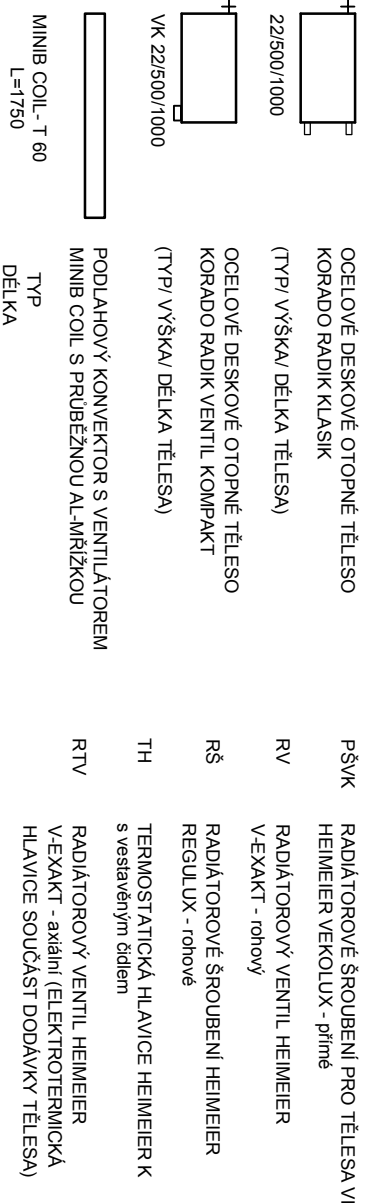 22/500/1000
OCELOVÉ DESKOVÉ OTOPNÉ TĚLESO
KORADO RADIK KLASIK
(TYP/ VÝŠKA/ DÉLKA TĚLESA)
VK 22/500/1000
OCELOVÉ DESKOVÉ OTOPNÉ TĚLESO
KORADO RADIK VENTIL KOMPAKT
(TYP/ VÝŠKA/ DÉLKA TĚLESA)
MINIB COIL- T 60
L=1750
PODLAHOVÝ KONVEKTOR S VENTILÁTOREM
MINIB COIL S PRŮBĚŽNOU AL-MŘÍŽKOU
TYP
DÉLKA
PŠVK
RADIÁTOROVÉ ŠROUBENÍ PRO TĚLESA
HEIMEIER VEKOLUX - přímé
RV
RADIÁTOROVÝ VENTIL HEIMEIER
V-EXAKT - rohový
RŠ
RADIÁTOROVÉ ŠROUBENÍ HEIMEIER
REGULUX - rohové
TH
TERMOSTATICKÁ HLAVICE HEIMEIER K
s vestavěným čidlem
RTV
RADIÁTOROVÝ VENTIL HEIMEIER
V-EXAKT - axiální (ELEKTROTERMICKÁ
HLAVICE SOUČÁST DODÁVKY TĚLESA)